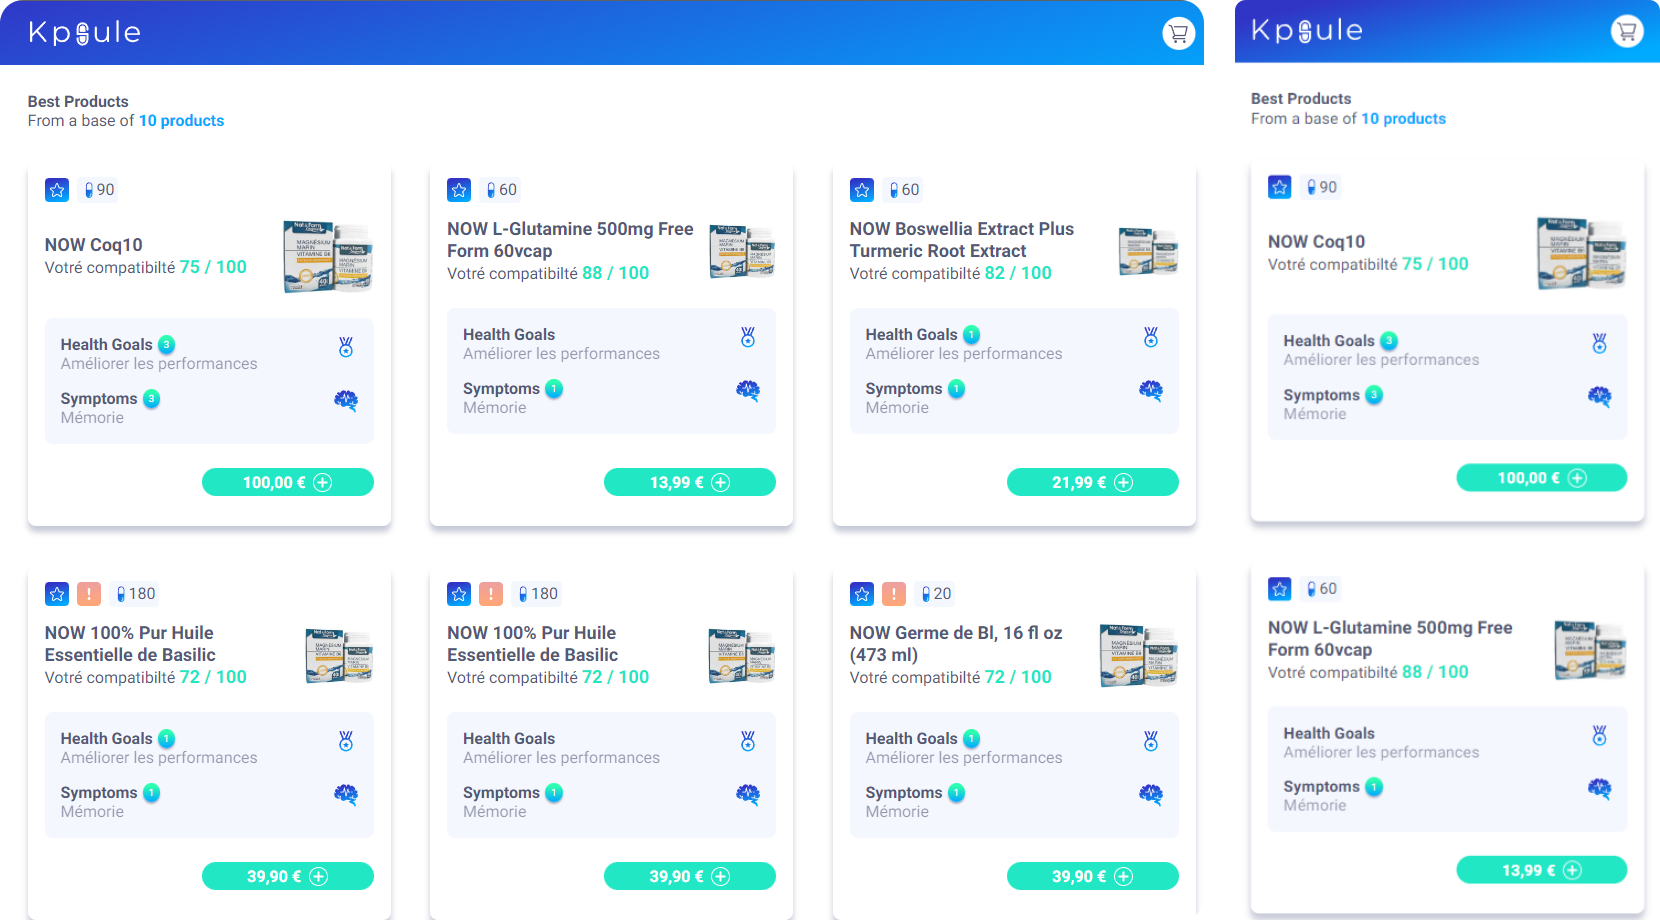 Kpsule
Best Products
From a base of 10 products
90
NOW Coq10
Votré compatibilté 75 / 100
Health Goals 3
Améliorer les performances
Symptoms 3
Mémorie
100,00 €
60
NOW L-Glutamine 500mg Free
Form 60vcap
Votré compatibilté 88 / 100
Health Goals
Améliorer les performances
Symptoms 1
Mémorie
13,99 €
60
NOW Boswellia Extract Plus
Turmeric Root Extract
Votré compatibilté 82 / 100
Health Goals 1
Améliorer les performances
Symptoms 1
Mémorie
21,99 €
! 180
NOW 100% Pur Huile
Essentielle de Basilic
Votré compatibilté 72 / 100
Health Goals 1
Améliorer les performances
Symptoms 1
Mémorie
39,90 €
! 180
NOW 100% Pur Huile
Essentielle de Basilic
Votré compatibilté 72 / 100
Health Goals
Améliorer les performances
Symptoms 1
Mémorie
39,90 €
! 20
NOW Germe de Bl, 16 fl oz
(473 ml)
Votré compatibilté 72 / 100
Health Goals 1
Améliorer les performances
Symptoms 1
Mémorie
39,90 €
Kpsule
Best Products
From a base of 10 products
90
NOW Coq10
Votré compatibilté 75 / 100
Health Goals 3
Améliorer les performances
Symptoms 3
Mémorie
100,00 €
60
NOW L-Glutamine 500mg Free
Form 60vcap
Votré compatibilté 88 / 100
Health Goals
Améliorer les performances
Symptoms 1
Mémorie
13,99 €